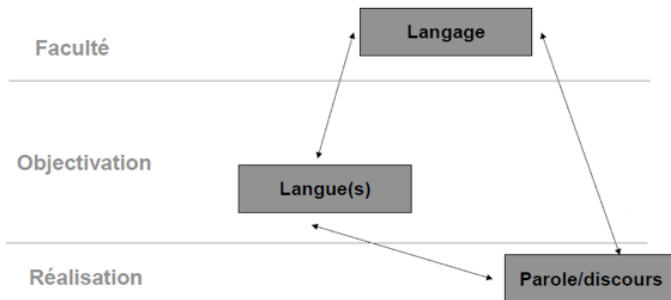 Faculté
Langage
Objectivation
Langue(s)
Réalisation
Parole/discours